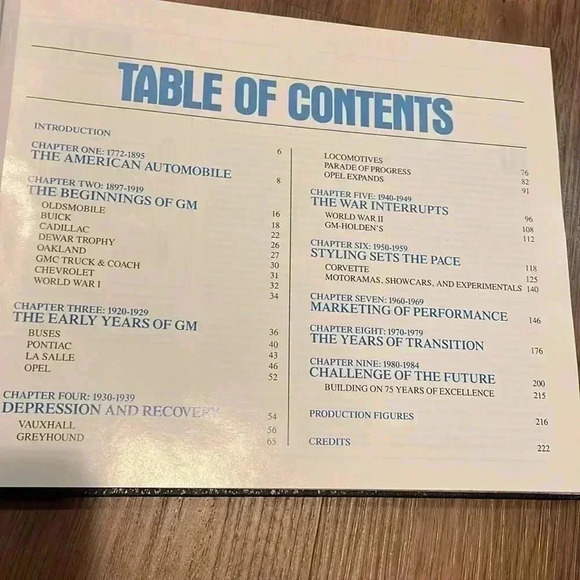 TABLE OF CONTENTS
INTRODUCTION 6
CHAPTER ONE: 1772-1895
THE AMERICAN AUTOMOBILE 8
CHAPTER TWO: 1897-1919
THE BEGINNINGS OF GM 16
OLDSMOBILE 18
BUICK 22
CADILLAC 26
DEWAR TROPHY 27
OAKLAND 30
GMC TRUCK & COACH 31
CHEVROLET 32
WORLD WAR I 34
CHAPTER THREE: 1920-1929
THE EARLY YEARS OF GM 36
BUSES 40
PONTIAC 43
LA SALLE 46
OPEL 52
CHAPTER FOUR: 1930-1939
DEPRESSION AND RECOVERY 54
VAUXHALL 56
GREYHOUND 65
LOCOMOTIVES 76
PARADE OF PROGRESS 82
OPEL EXPANDS 91
CHAPTER FIVE: 1940-1949
THE WAR INTERRUPTS 96
WORLD WAR II 108
GM-HOLDEN'S 112
CHAPTER SIX: 1950-1959
STYLING SETS THE PACE 118
CORVETTE 125
MOTORAMAS, SHOWCARS, AND EXPERIMENTALS 140
CHAPTER SEVEN: 1960-1969
MARKETING OF PERFORMANCE 146
CHAPTER EIGHT: 1970-1979
THE YEARS OF TRANSITION 176
CHAPTER NINE: 1980-1984
CHALLENGE OF THE FUTURE 200
BUILDING ON 75 YEARS OF EXCELLENCE 215
PRODUCTION FIGURES 216
CREDITS 222